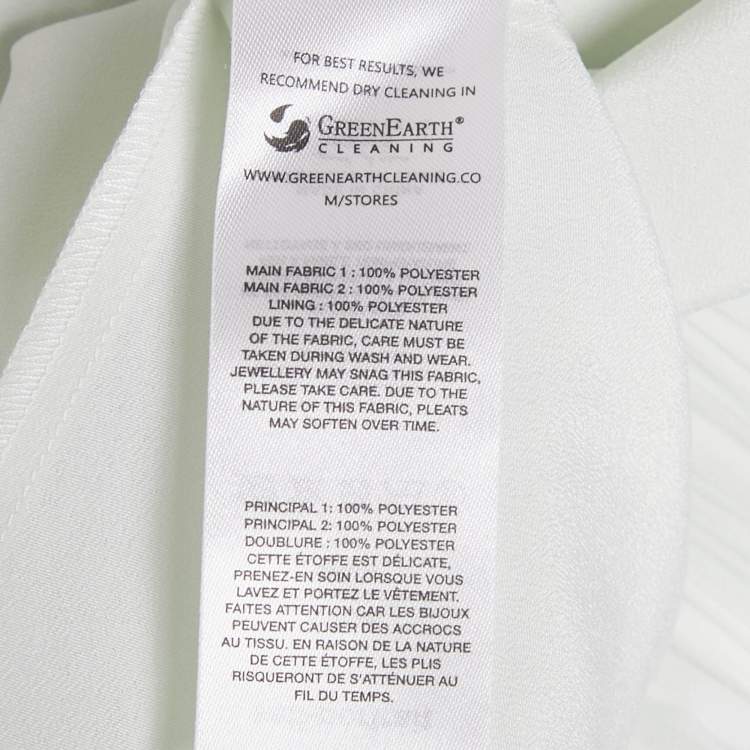 FOR BEST RESULTS, WE
RECOMMEND DRY CLEANING IN
GREENEARTH®
CLEANING
WWW.GREENEARTHCLEANING.CO
M/STORES
MAIN FABRIC 1 : 100% POLYESTER
MAIN FABRIC 2 : 100% POLYESTER
LINING : 100% POLYESTER
DUE TO THE DELICATE NATURE
OF THE FABRIC, CARE MUST BE
TAKEN DURING WASH AND WEAR.
JEWELLERY MAY SNAG THIS FABRIC,
PLEASE TAKE CARE. DUE TO THE
NATURE OF THIS FABRIC, PLEATS
MAY SOFTEN OVER TIME.
PRINCIPAL 1: 100% POLYESTER
PRINCIPAL 2: 100% POLYESTER
DOUBLURE : 100% POLYESTER
CETTE ÉTOFFE EST DÉLICATE,
PRENEZ-EN SOIN LORSQUE VOUS
LAVEZ ET PORTEZ LE VÊTEMENT.
FAITES ATTENTION CAR LES BIJOUX
PEUVENT CAUSER DES ACCROCS
AU TISSU. EN RAISON DE LA NATURE
DE CETTE ÉTOFFE, LES PLIS
RISQUERONT DE S'ATTÉNUER AU
FIL DU TEMPS.